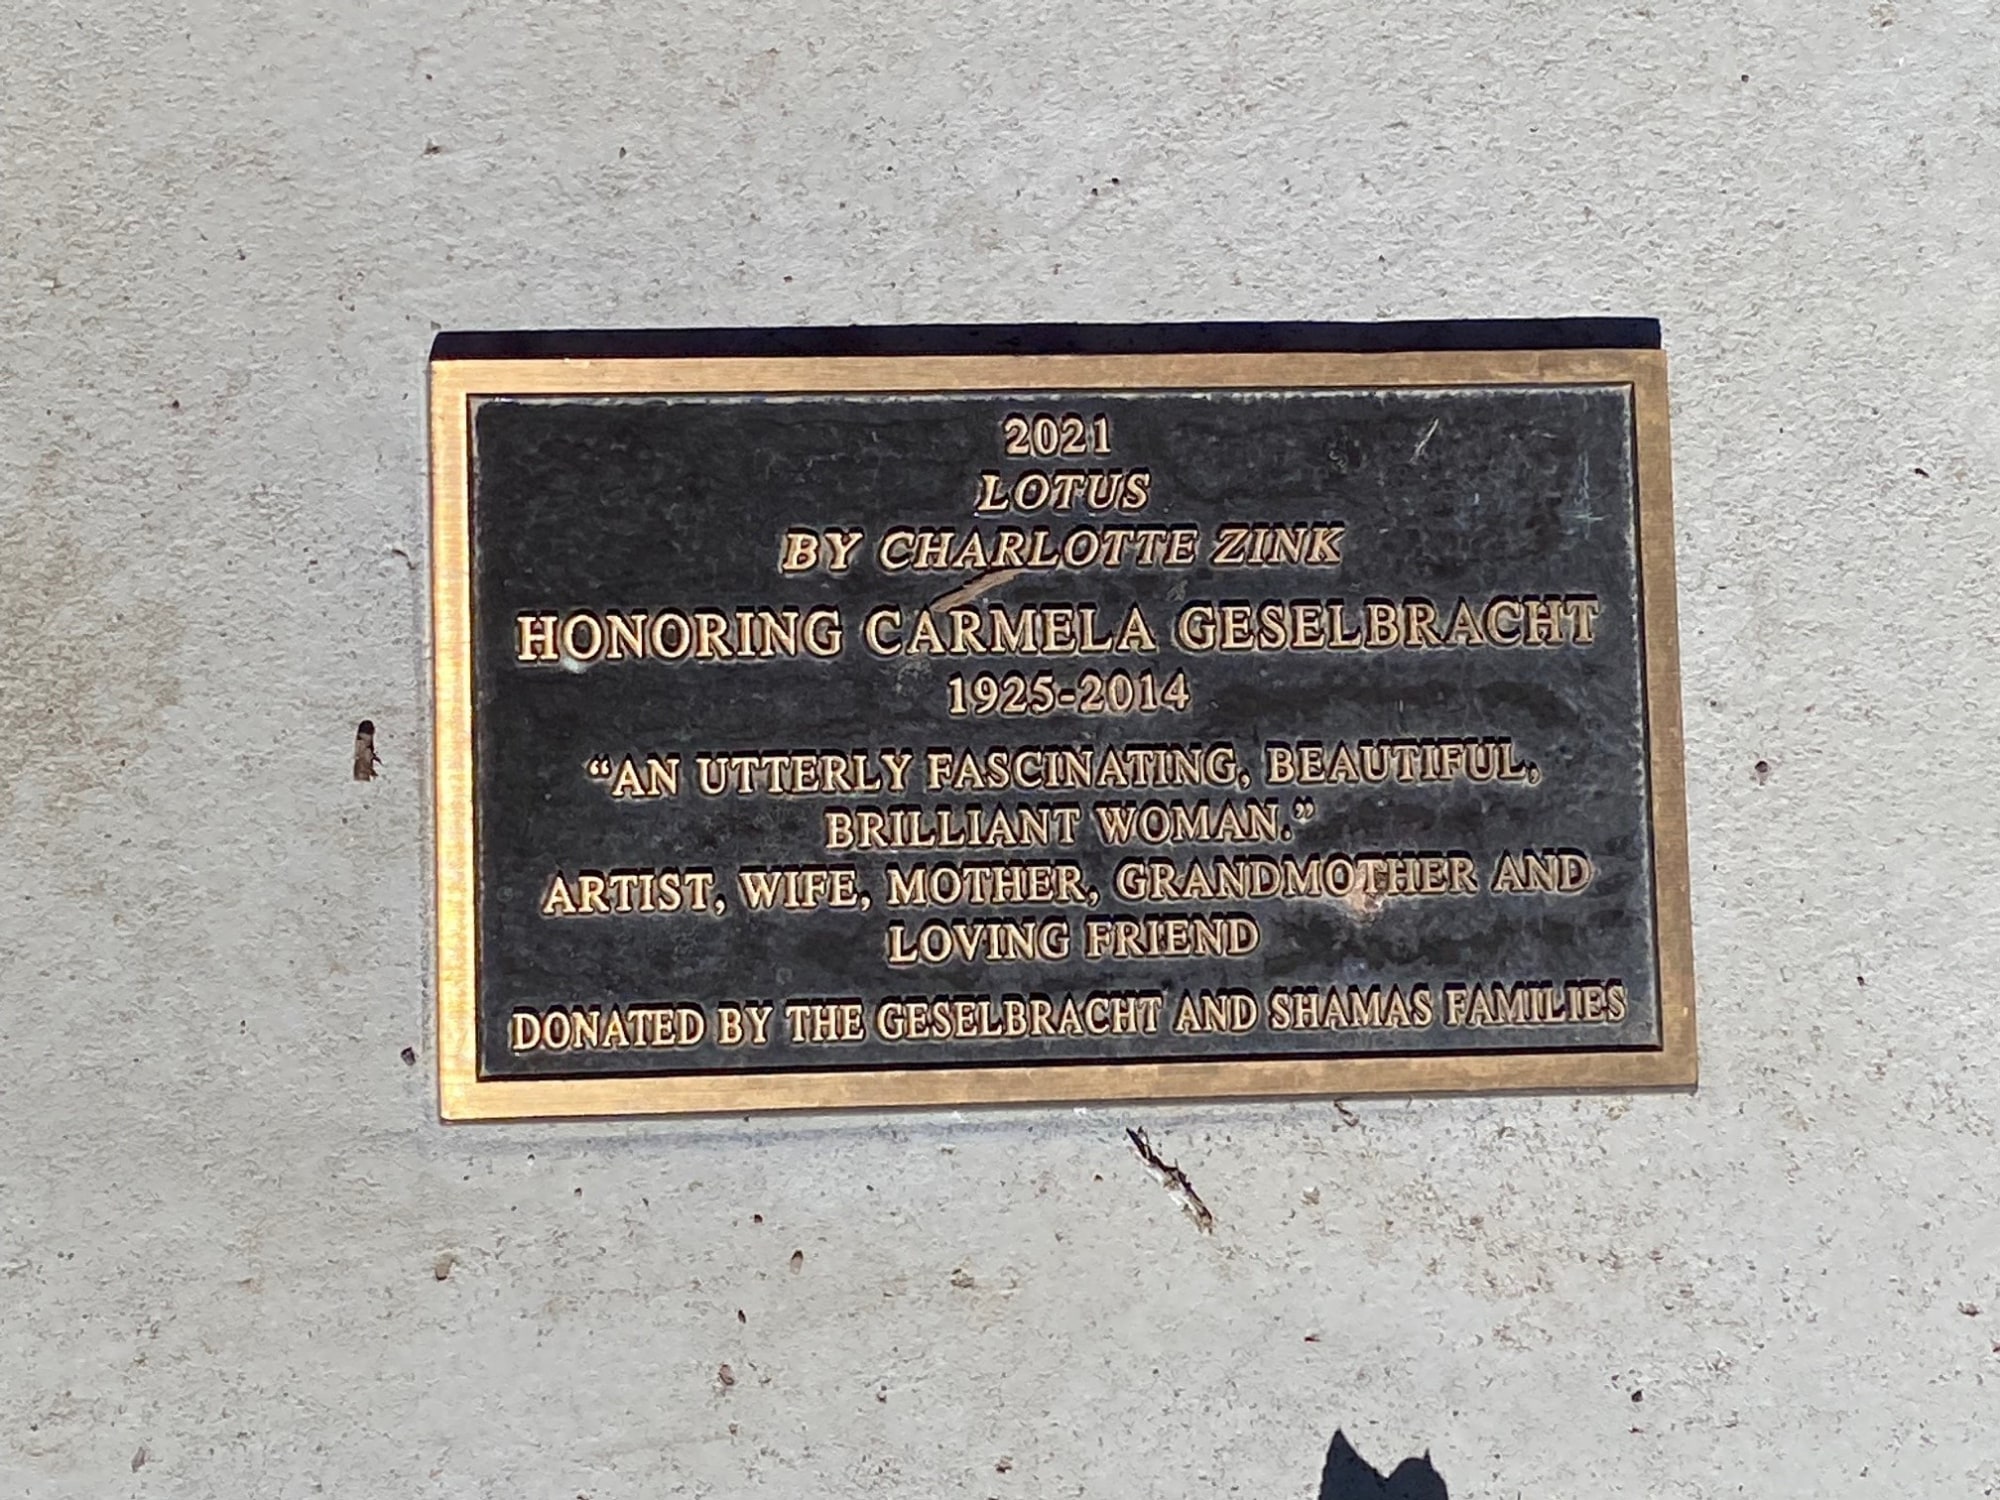 2021
LOTUS
BY CHARLOTTE ZINK
HONORING CARMELA GESELBRACHT
1925-2014
“AN UTTERLY FASCINATING, BEAUTIFUL,
BRILLIANT WOMAN.”
ARTIST, WIFE, MOTHER, GRANDMOTHER AND
LOVING FRIEND
DONATED BY THE GESELBRACHT AND SHAMAS FAMILIES